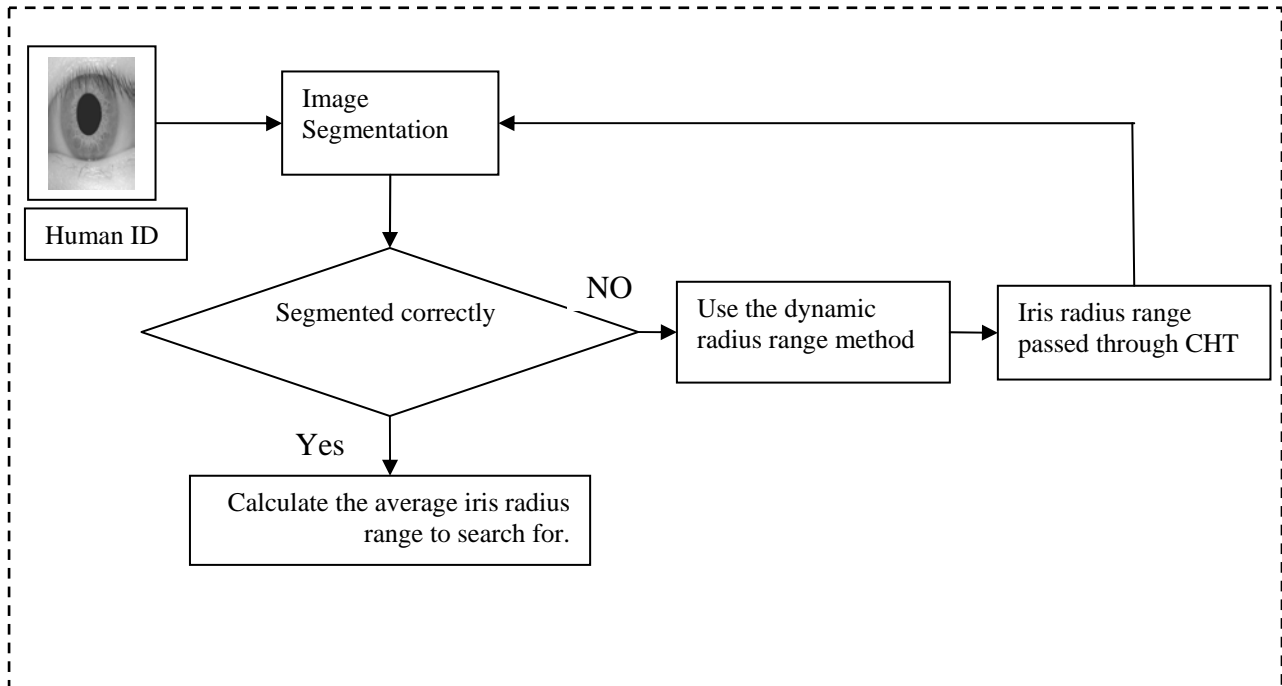 Image
Segmentation
Human ID
Segmented correctly
NO
Use the dynamic
radius range method
Iris radius range
passed through CHT
Yes
Calculate the average iris radius
range to search for.